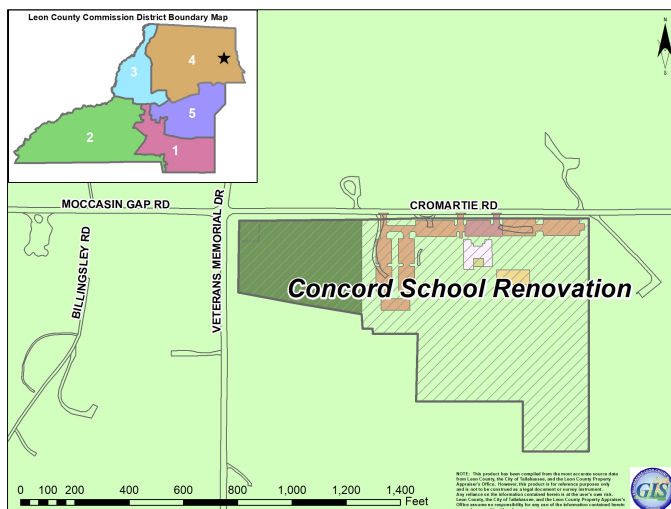 Leon County Commission District Boundary Map
4
3
5
2
1
N
S
MOCCASIN GAP RD
CROMARTIE RD
VETERANS MEMORIAL DR
BILLINGSLEY RD
Concord School Renovation
0 100 200 400 600 800 1,000 1,200 1,400
Feet
NOTE: This product has been compiled from the most accurate source data
from Leon County, the City of Tallahassee, and the Leon County Property
Appraiser's Office. However, this product is for reference purposes only
and is not to be construed as a legal document or survey instrument.
Any reliance on the information contained herein is at the user's own risk.
Leon County, the City of Tallahassee, and the Leon County Property Appraiser's
Office assume no responsibility for any use of the information contained herein
GIS